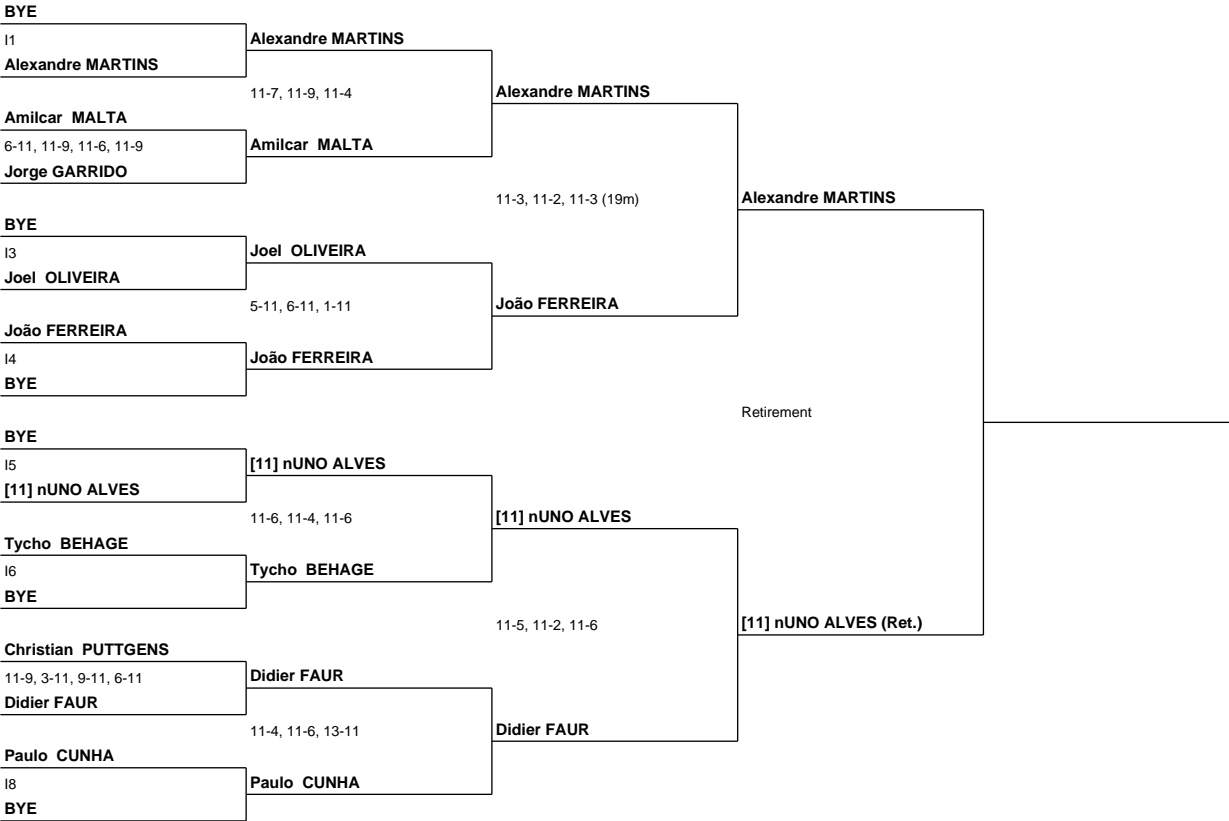 BYE
I1
Alexandre MARTINS
Alexandre MARTINS
11-7, 11-9, 11-4
Alexandre MARTINS
Amilcar  MALTA
6-11, 11-9, 11-6, 11-9
Amilcar  MALTA
Jorge GARRIDO
11-3, 11-2, 11-3 (19m)
Alexandre MARTINS
BYE
I3
Joel  OLIVEIRA
Joel  OLIVEIRA
5-11, 6-11, 1-11
João FERREIRA
João FERREIRA
I4
João FERREIRA
BYE
Retirement
BYE
I5
[11] nUNO ALVES
[11] nUNO ALVES
11-6, 11-4, 11-6
[11] nUNO ALVES
Tycho  BEHAGE
I6
Tycho  BEHAGE
BYE
11-5, 11-2, 11-6
[11] nUNO ALVES (Ret.)
Christian  PUTTGENS
11-9, 3-11, 9-11, 6-11
Didier FAUR
Didier FAUR
11-4, 11-6, 13-11
Didier FAUR
Paulo  CUNHA
I8
Paulo  CUNHA
BYE